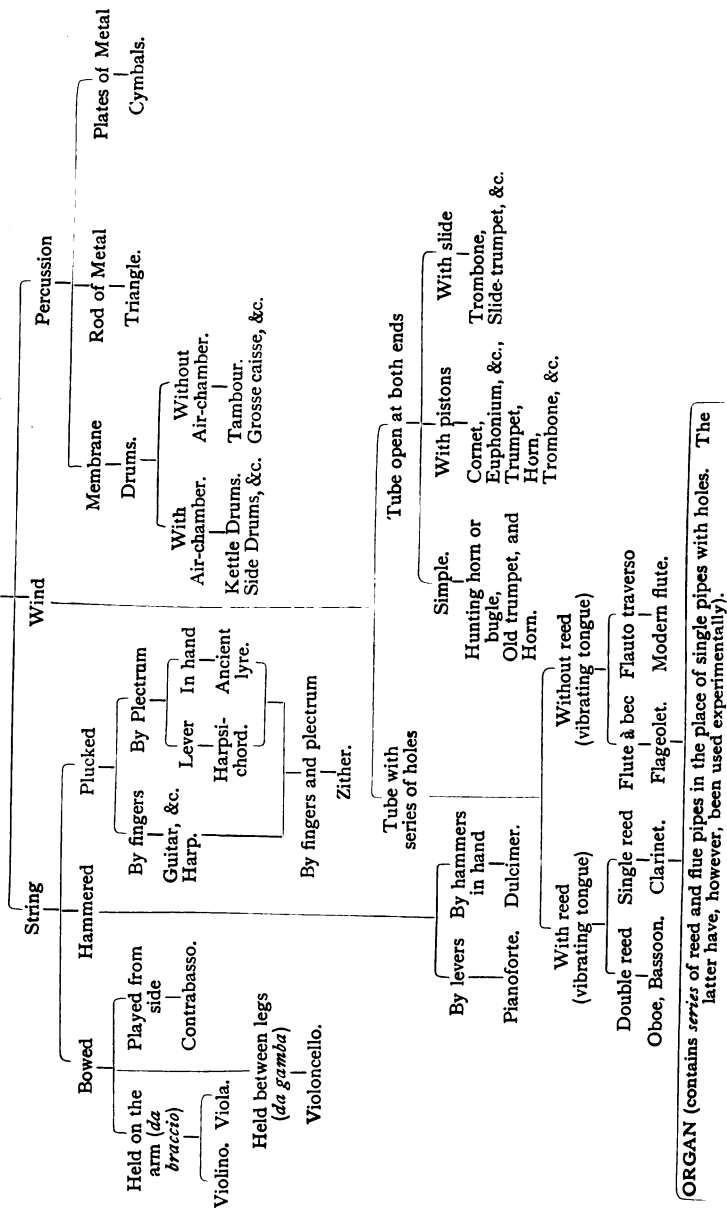 String
Wind
Percussion
Bowed
Hammered
Plucked
Held on the
arm (da
braccio)
Violino. Viola.
Played from
side
Contrabasso.
Held between legs
(da gamba)
Violoncello.
By levers
Pianoforte.
By hammers
in hand
Dulcimer.
By fingers
Guitar, &c.
Harp.
By Plectrum
Lever
Harpsi-
chord.
In hand
Ancient
lyre.
By fingers and plectrum
Zither.
Membrane
Drums.
With
Air-chamber.
Kettle Drums.
Side Drums, &c.
Without
Air-chamber.
Tambour.
Grosse caisse, &c.
Rod of Metal
Triangle.
Plates of Metal
Cymbals.
Tube with
series of holes
With reed
(vibrating tongue)
Double reed
Oboe, Bassoon.
Single reed
Clarinet.
Without reed
(vibrating tongue)
Flute à bec
Flageolet.
Flauto traverso
Modern flute.
Tube open at both ends
Simple.
Hunting horn or
bugle,
Old trumpet, and
Horn.
With pistons
Cornet,
Euphonium, &c.,
Trumpet,
Horn,
Trombone, &c.
With slide
Trombone,
Slide-trumpet, &c.
ORGAN (contains series of reed and flue pipes in the place of single pipes with holes. The
latter have, however, been used experimentally).